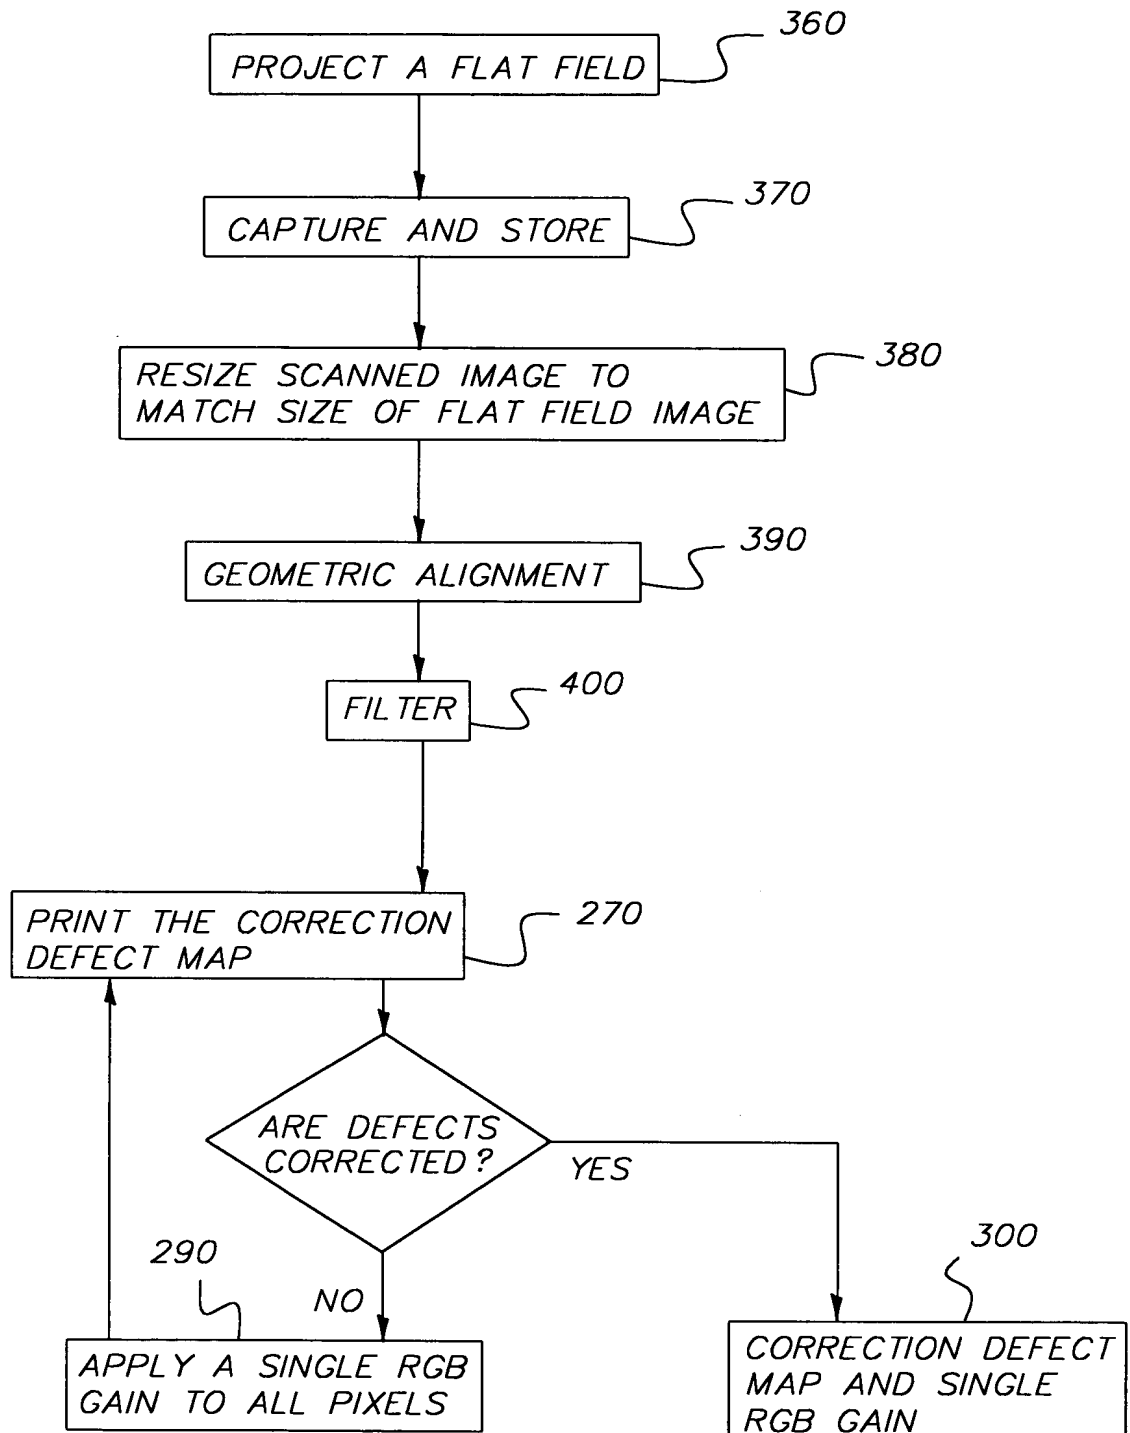 360
PROJECT A FLAT FIELD
370
CAPTURE AND STORE
380
RESIZE SCANNED IMAGE TO
MATCH SIZE OF FLAT FIELD IMAGE
390
GEOMETRIC ALIGNMENT
400
FILTER
270
PRINT THE CORRECTION
DEFECT MAP
ARE DEFECTS
CORRECTED?
YES
NO
290
APPLY A SINGLE RGB
GAIN TO ALL PIXELS
300
CORRECTION DEFECT
MAP AND SINGLE
RGB GAIN